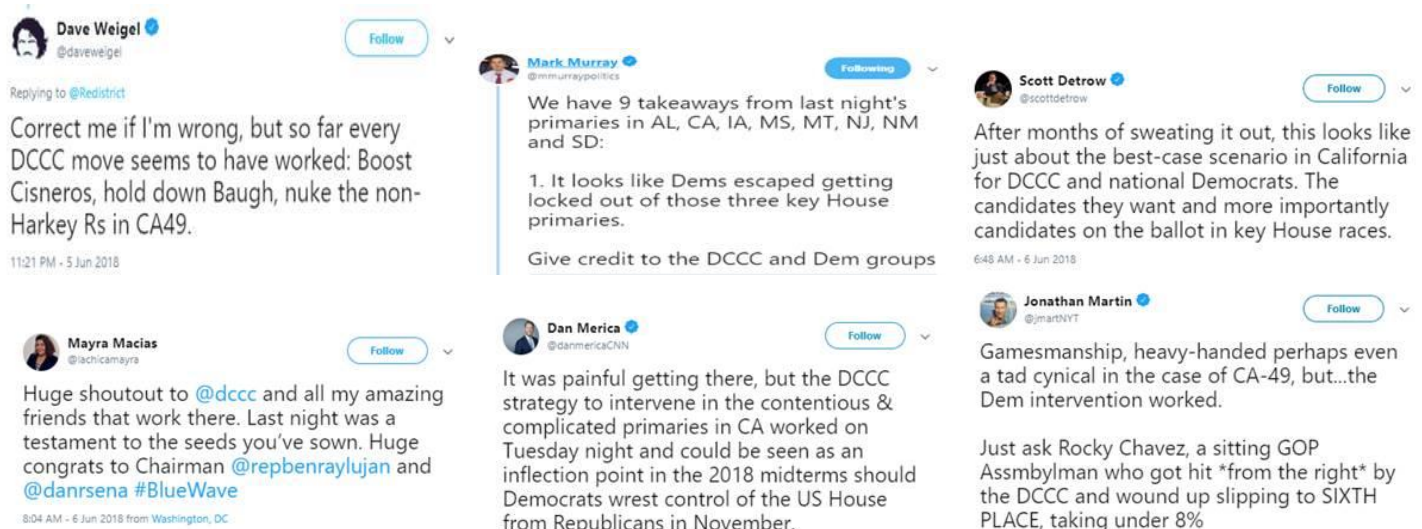 Dave Weigel
@daveweigel
Follow
Replying to @Redistrict
Correct me if I'm wrong, but so far every
DCCC move seems to have worked: Boost
Cisneros, hold down Baugh, nuke the non-
Harkey Rs in CA49.
11:21 PM - 5 Jun 2018
Mark Murray
@mmurraypolitics
Following
We have 9 takeaways from last night's
primaries in AL, CA, IA, MS, MT, NJ, NM
and SD:
1. It looks like Dems escaped getting
locked out of those three key House
primaries.
Give credit to the DCCC and Dem groups
Scott Detrow
@scottdetrow
Follow
After months of sweating it out, this looks like
just about the best-case scenario in California
for DCCC and national Democrats. The
candidates they want and more importantly
candidates on the ballot in key House races.
6:48 AM - 6 Jun 2018
Mayra Macias
@lachicamayra
Follow
Huge shoutout to @dccc and all my amazing
friends that work there. Last night was a
testament to the seeds you've sown. Huge
congrats to Chairman @repbenraylujan and
@danrsena #BlueWave
8:04 AM - 6 Jun 2018 from Washington, DC
Dan Merica
@danmericaCNN
Follow
It was painful getting there, but the DCCC
strategy to intervene in the contentious &
complicated primaries in CA worked on
Tuesday night and could be seen as an
inflection point in the 2018 midterms should
Democrats wrest control of the US House
from Republicans in November.
Jonathan Martin
@jmartNYT
Follow
Gamesmanship, heavy-handed perhaps even
a tad cynical in the case of CA-49, but...the
Dem intervention worked.
Just ask Rocky Chavez, a sitting GOP
Assmbylman who got hit *from the right* by
the DCCC and wound up slipping to SIXTH
PLACE, taking under 8%